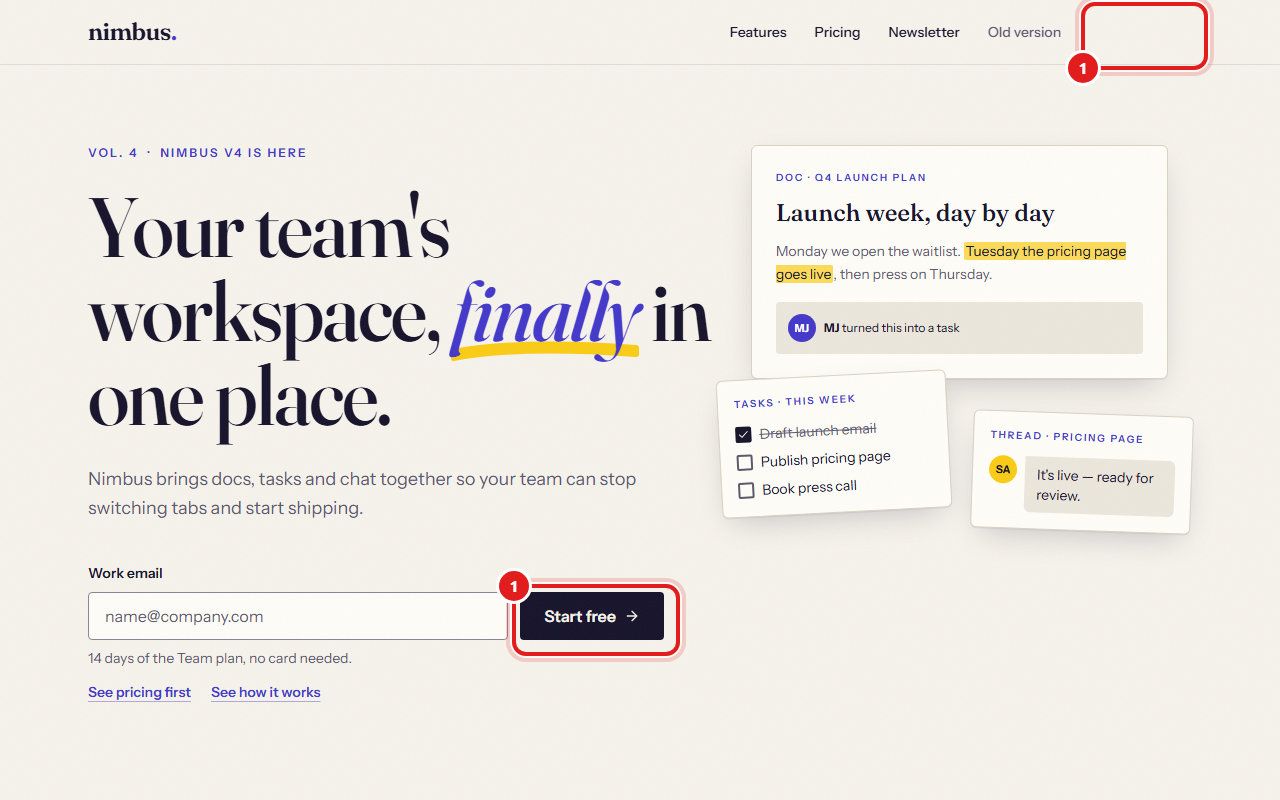 nimbus.
Features Pricing Newsletter Old version
1
VOL. 4 · NIMBUS V4 IS HERE
Your team's
workspace, finally in
one place.
Nimbus brings docs, tasks and chat together so your team can stop
switching tabs and start shipping.
Work email
name@company.com
1
Start free →
14 days of the Team plan, no card needed.
See pricing first See how it works
DOC · Q4 LAUNCH PLAN
Launch week, day by day
Monday we open the waitlist. Tuesday the pricing page
goes live, then press on Thursday.
MJ MJ turned this into a task
TASKS · THIS WEEK
Draft launch email
Publish pricing page
Book press call
THREAD · PRICING PAGE
SA
It's live — ready for
review.